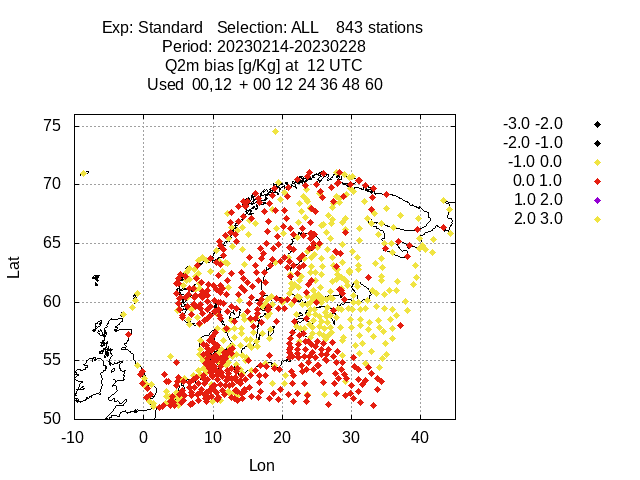 Exp: Standard Selection: ALL 843 stations
Period: 20230214-20230228
Q2m bias [g/Kg] at 12 UTC
Used 00,12 + 00 12 24 36 48 60
-3.0 -2.0
-2.0 -1.0
-1.0 0.0
0.0 1.0
1.0 2.0
2.0 3.0
75
70
65
60
55
50
Lat
-10 0 10 20 30 40
Lon